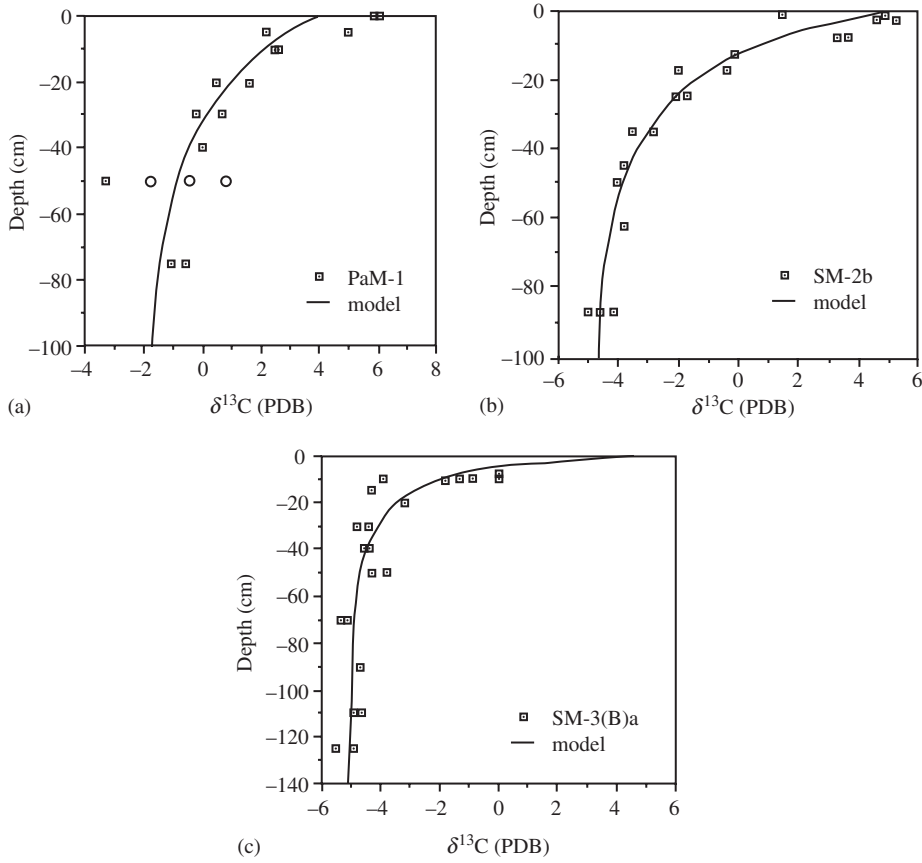 0
–20
–40
–60
–80
–100
Depth (cm)
PaM-1
model
–4 –2 0 2 4 6 8
(a)
δ¹³C (PDB)
0
–20
–40
–60
–80
–100
Depth (cm)
SM-2b
model
–6 –4 –2 0 2 4 6
(b)
δ¹³C (PDB)
0
–20
–40
–60
–80
–100
–120
–140
Depth (cm)
SM-3(B)a
model
–6 –4 –2 0 2 4 6
(c)
δ¹³C (PDB)